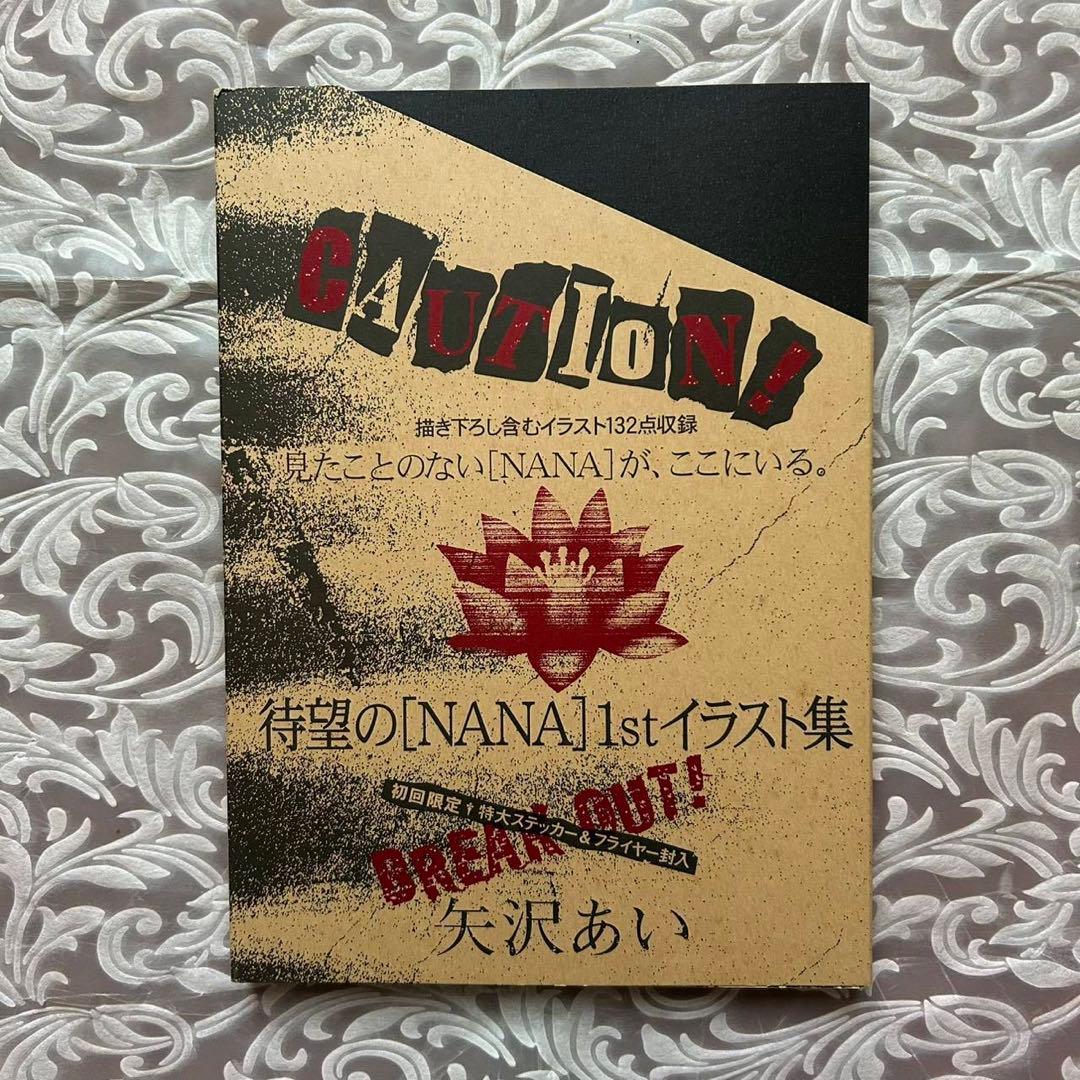 CAUTION!
描き下ろし含むイラスト132点収録
見たことのない[NANA]が、ここにいる。
待望の[NANA]1stイラスト集
BREAK OUT!
初回限定†特大ステッカー&フライヤー封入
矢沢あい